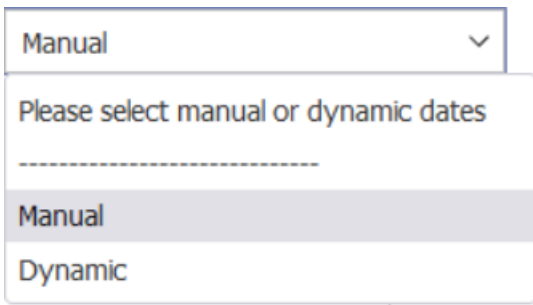 Manual
Please select manual or dynamic dates
------------------------------
Manual
Dynamic